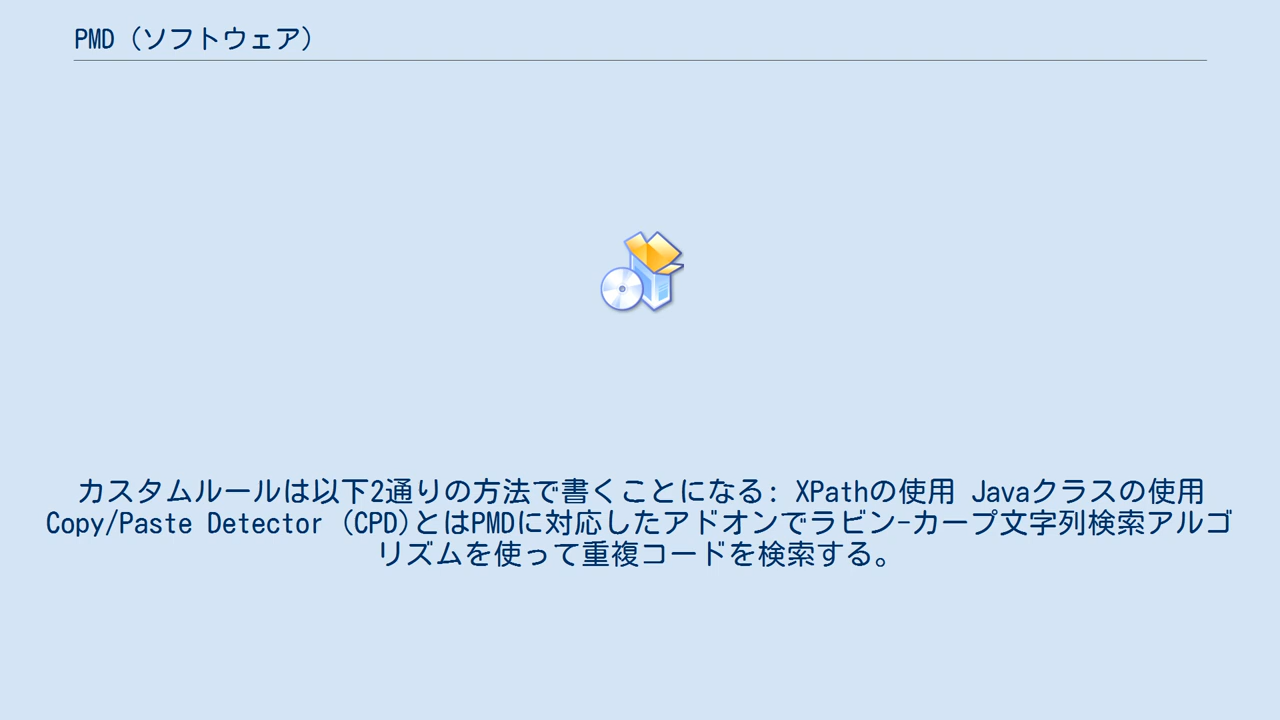 PMD (ソフトウェア)
カスタムルールは以下2通りの方法で書くことになる: XPathの使用 Javaクラスの使用
Copy/Paste Detector (CPD)とはPMDに対応したアドオンでラビン-カープ文字列検索アルゴ
リズムを使って重複コードを検索する。